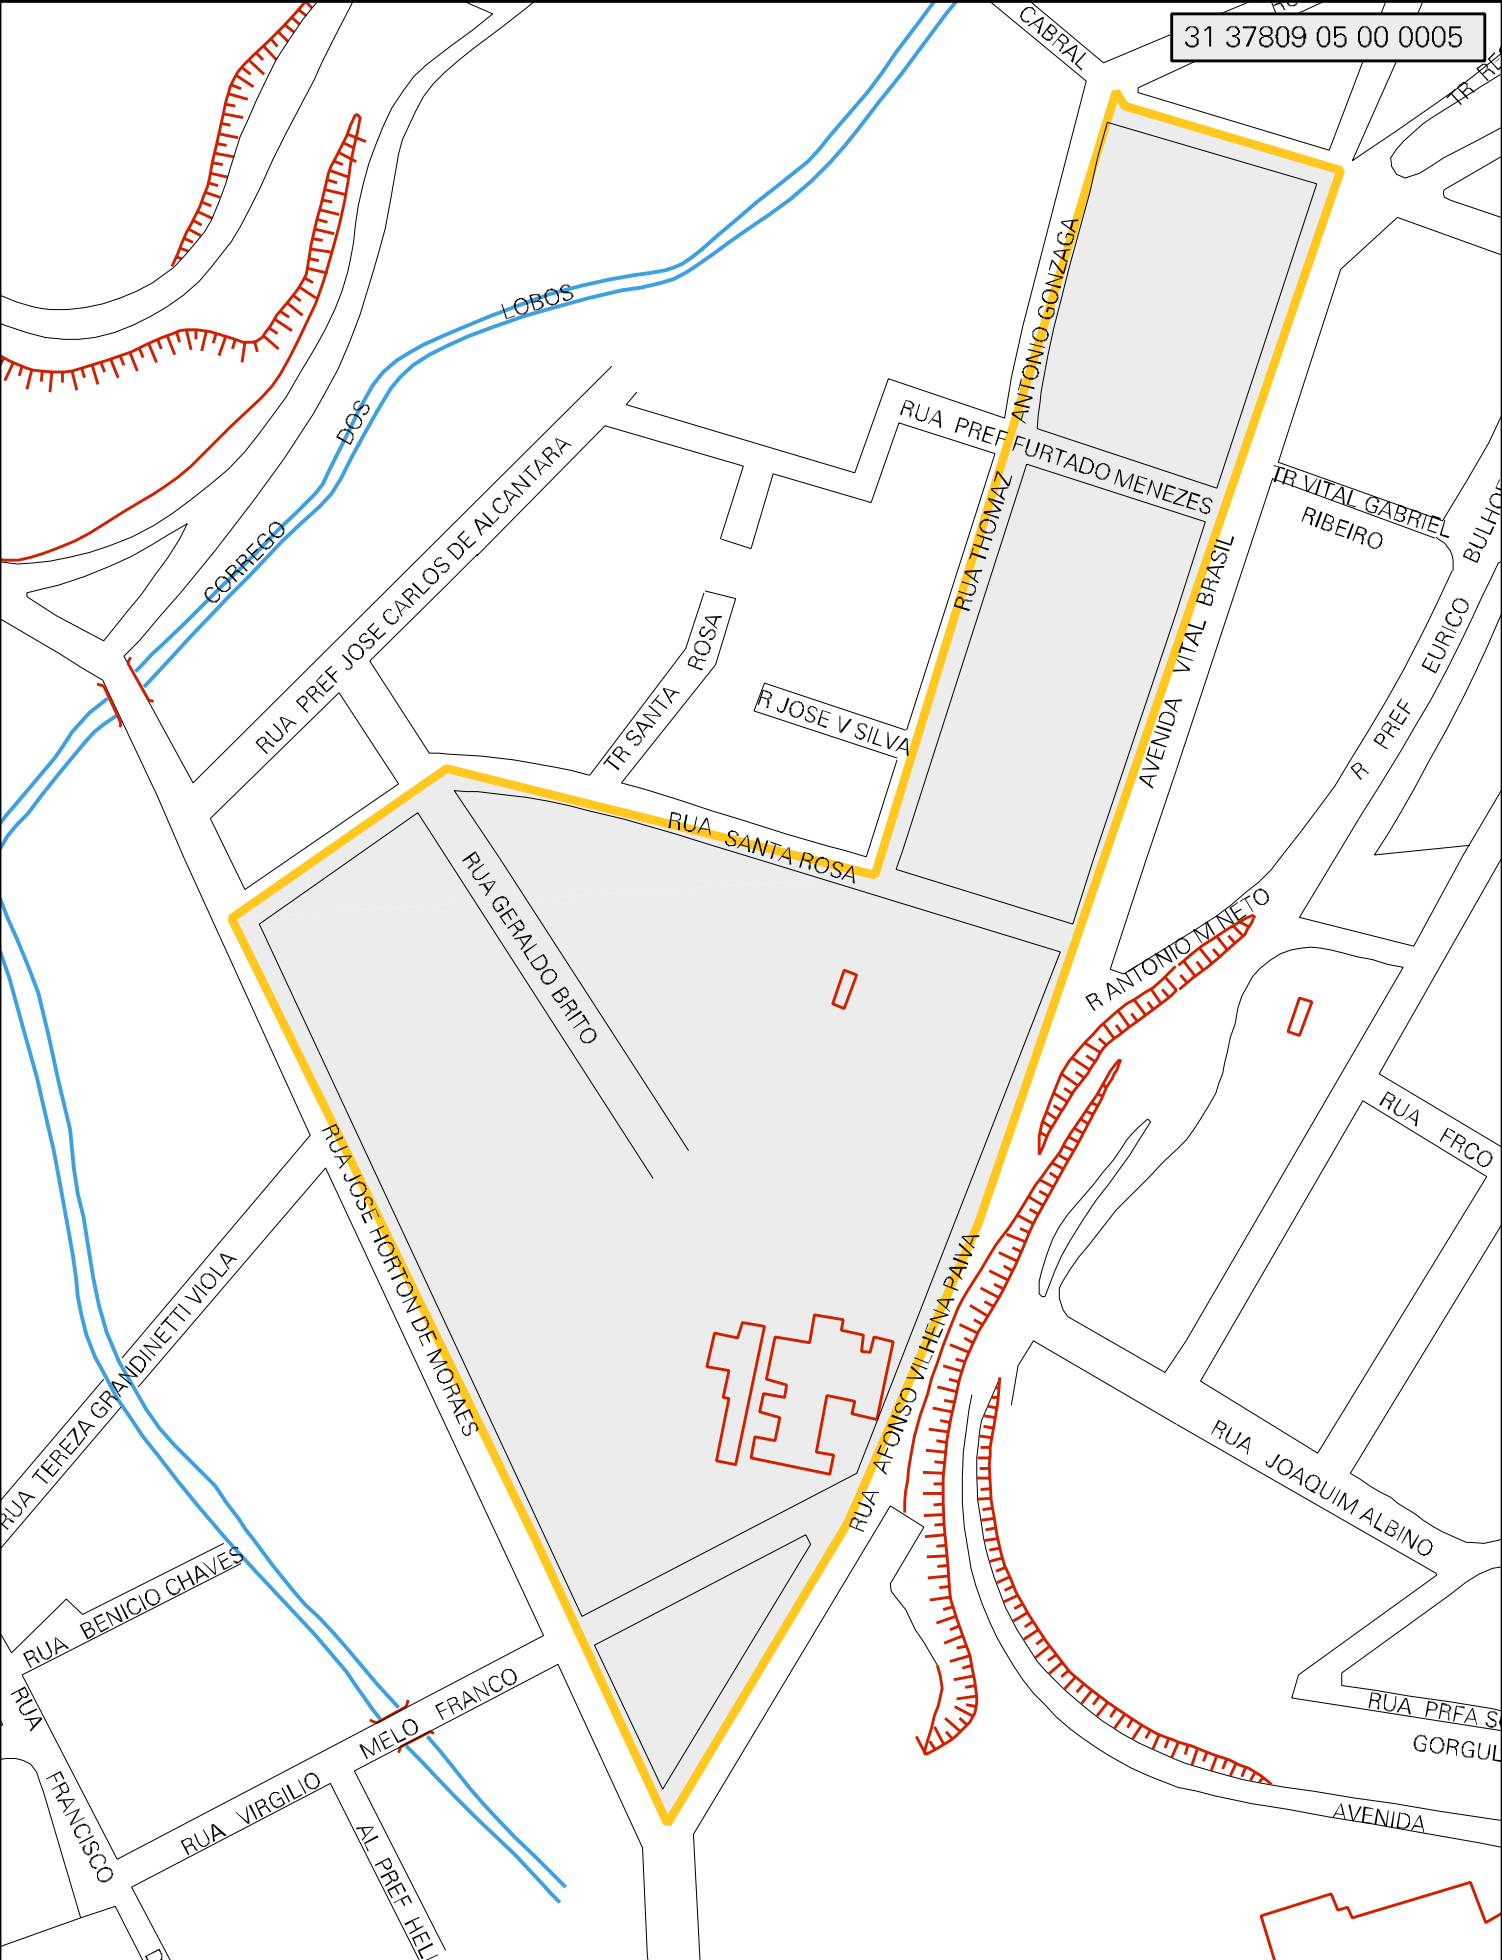 CABRAL
31 37809 05 00 0005
ANTONIO GONZAGA
LOBOS
DOS
CORREGO
RUA PREF FURTADO MENEZES
RUA THOMAZ
TR VITAL GABRIEL
RIBEIRO
RUA PREF JOSE CARLOS DE ALCANTARA
AVENIDA VITAL BRASIL
R PREF EURICO
TR SANTA ROSA
R JOSE V SILVA
RUA SANTA ROSA
RUA GERALDO BRITO
R ANTONIO M NETO
RUA FRCO
RUA JOSE HORTON DE MORAES
RUA AFONSO VILHENA PAIVA
RUA TEREZA GRANDINETTI VIOLA
RUA JOAQUIM ALBINO
RUA BENICIO CHAVES
RUA FRANCISCO
RUA VIRGILIO MELO FRANCO
RUA PRFA
AL PREF
AVENIDA